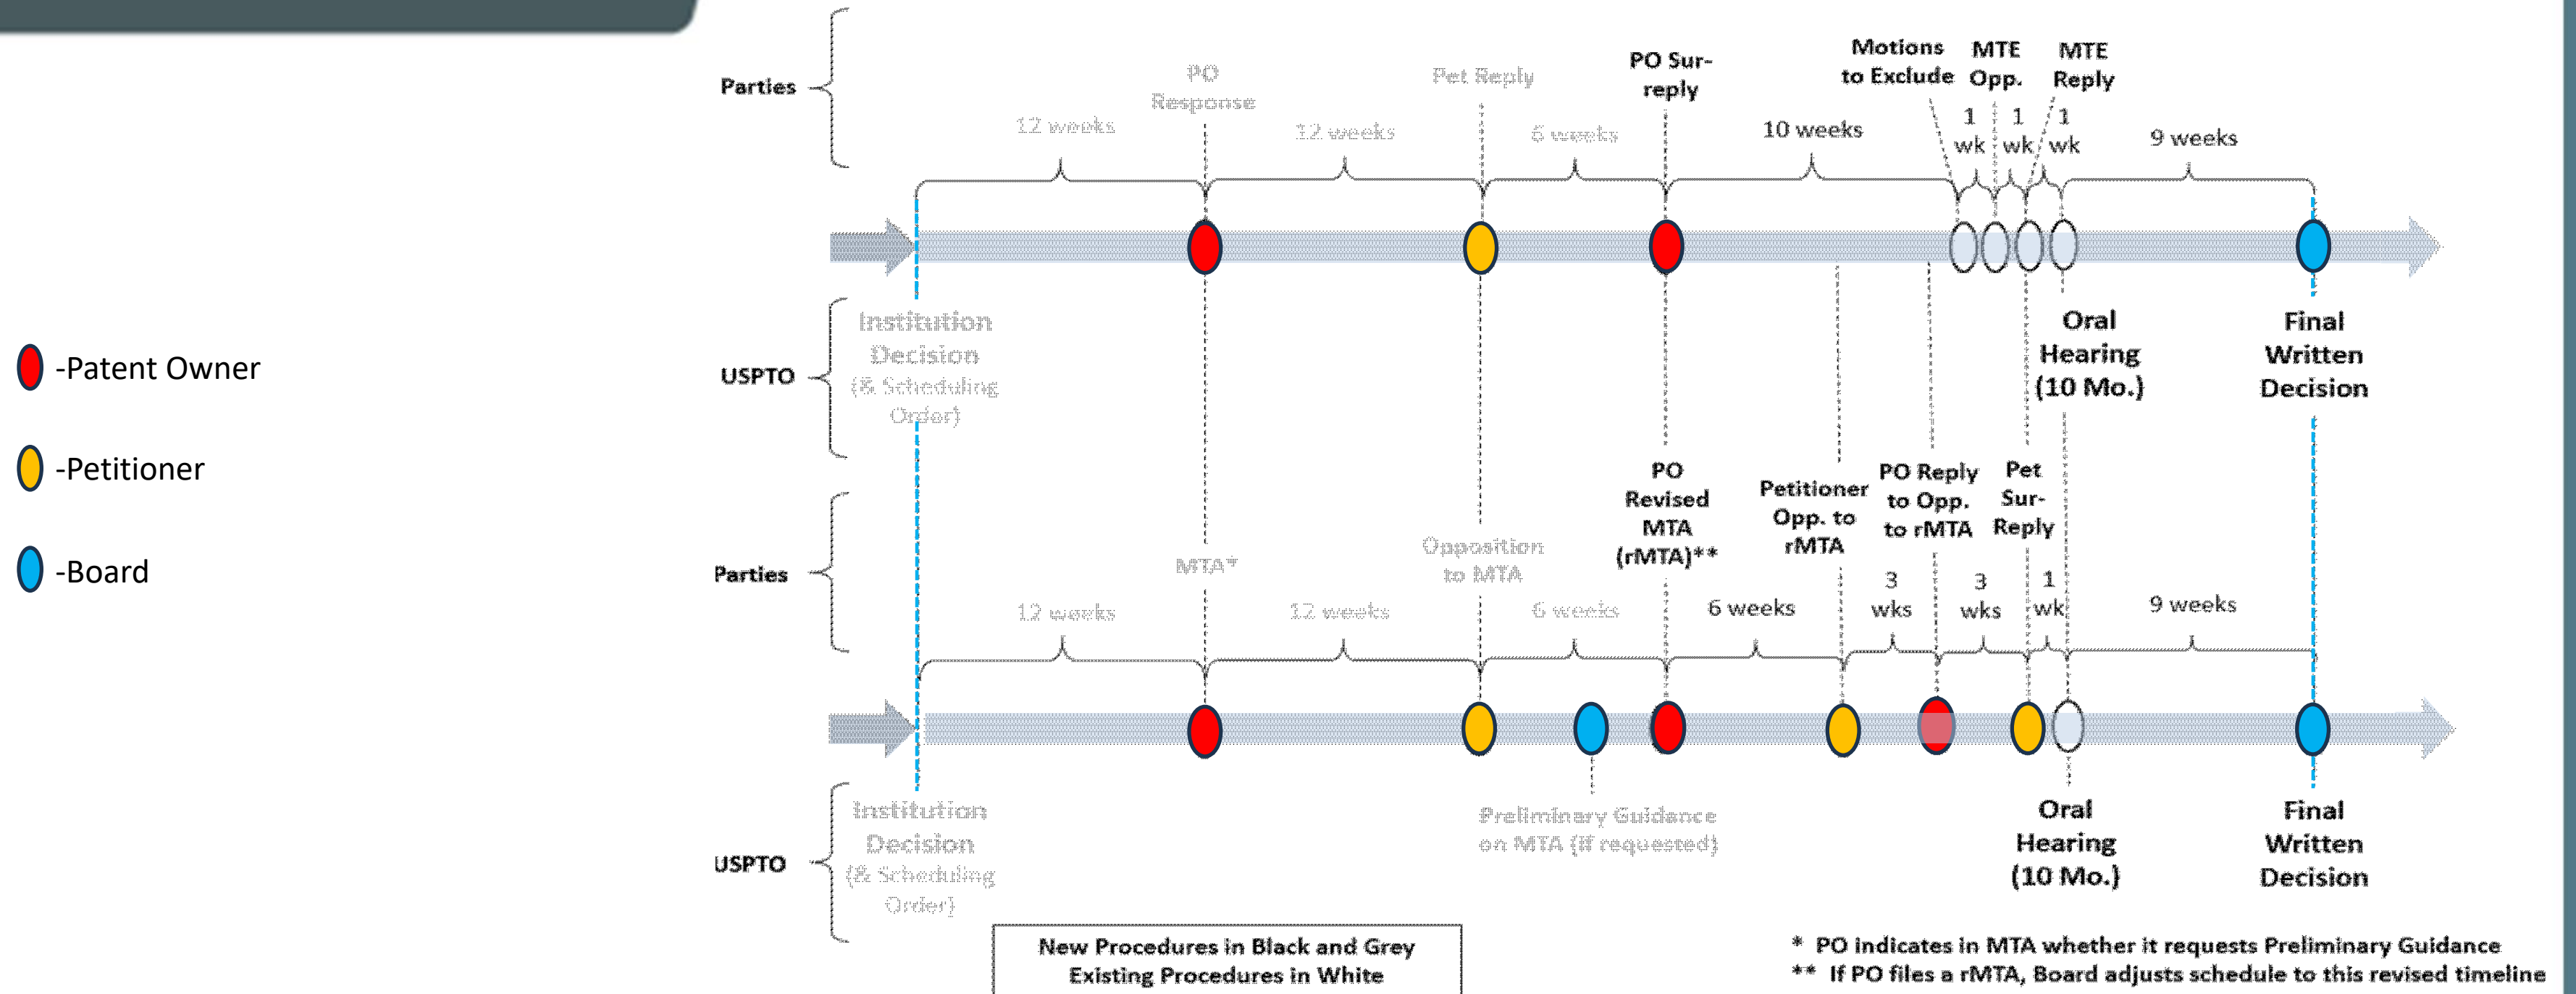 -Patent Owner
-Petitioner
-Board
Parties
12 weeks
PO
Response
12 weeks
Pet Reply
6 weeks
PO Sur-
reply
10 weeks
Motions
to Exclude
MTE
Opp.
MTE
Reply
1
wk
1
wk
1
wk
9 weeks
USPTO
Institution
Decision
(& Scheduling
Order)
Oral
Hearing
(10 Mo.)
Final
Written
Decision
Parties
12 weeks
MTA*
12 weeks
Opposition
to MTA
6 weeks
PO
Revised
MTA
(rMTA)**
6 weeks
Petitioner
Opp. to
rMTA
3
wks
PO Reply
to Opp.
to rMTA
3
wks
Pet
Sur-
Reply
1
wk
9 weeks
USPTO
Institution
Decision
(& Scheduling
Order)
Preliminary Guidance
on MTA (if requested)
Oral
Hearing
(10 Mo.)
Final
Written
Decision
New Procedures in Black and Grey
Existing Procedures in White
* PO indicates in MTA whether it requests Preliminary Guidance
** If PO files a rMTA, Board adjusts schedule to this revised timeline